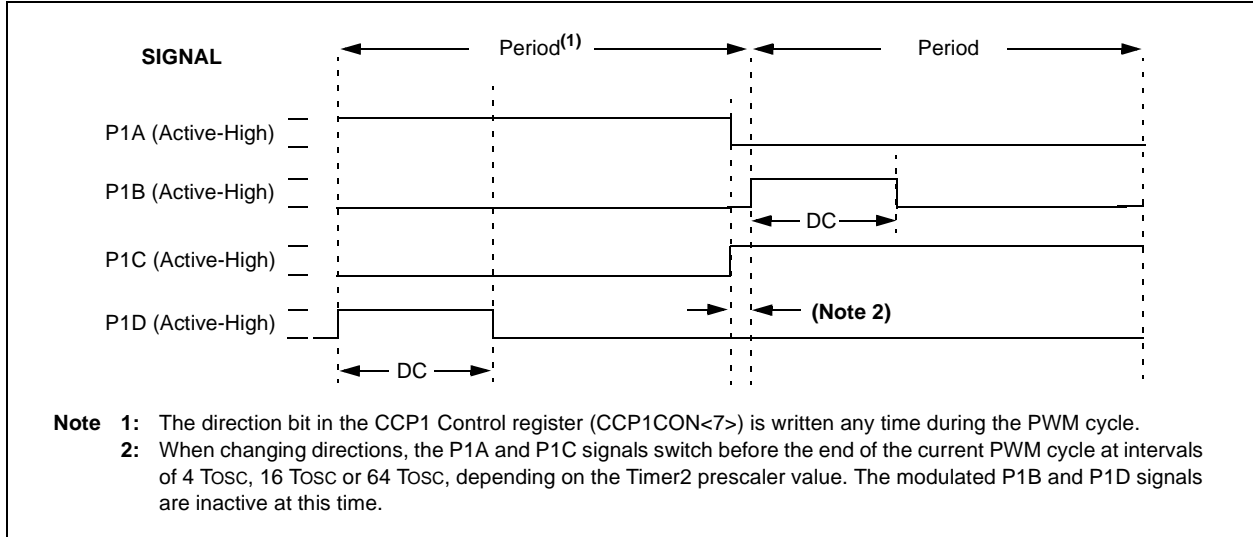 SIGNAL
Period(1)
Period
P1A (Active-High)
P1B (Active-High)
DC
P1C (Active-High)
(Note 2)
P1D (Active-High)
DC
Note 1: The direction bit in the CCP1 Control register (CCP1CON<7>) is written any time during the PWM cycle.
2: When changing directions, the P1A and P1C signals switch before the end of the current PWM cycle at intervals
of 4 TOSC, 16 TOSC or 64 TOSC, depending on the Timer2 prescaler value. The modulated P1B and P1D signals
are inactive at this time.